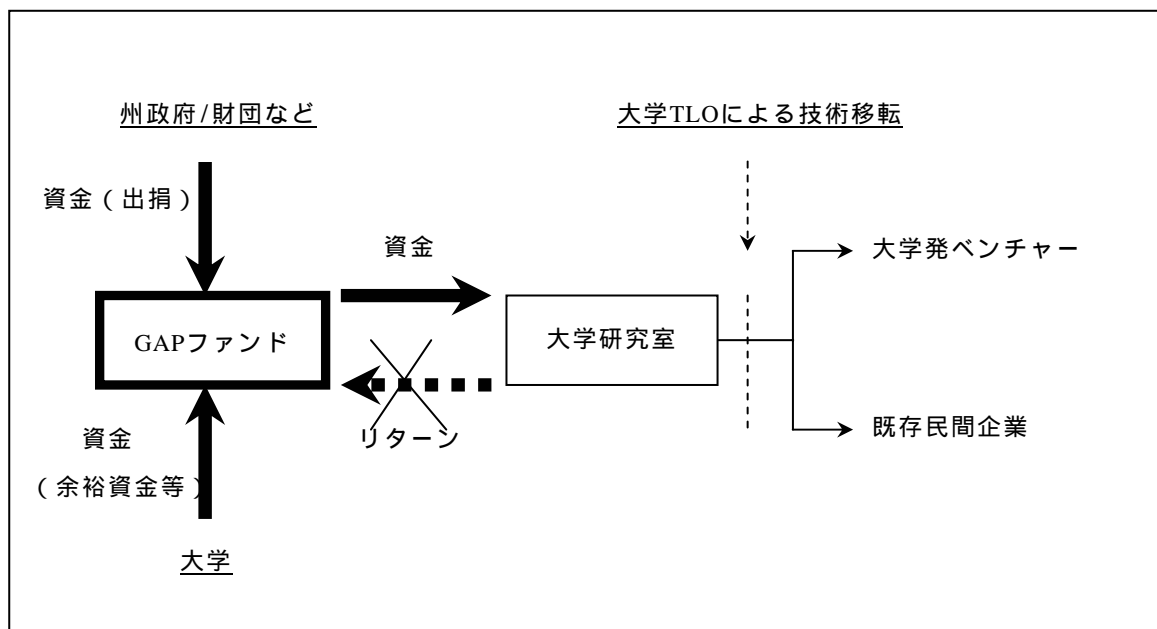 州政府/財団など
大学TLOによる技術移転
資金（出捐）
資金
大学発ベンチャー
GAPファンド
大学研究室
リターン
既存民間企業
資金
（余裕資金等）
大学